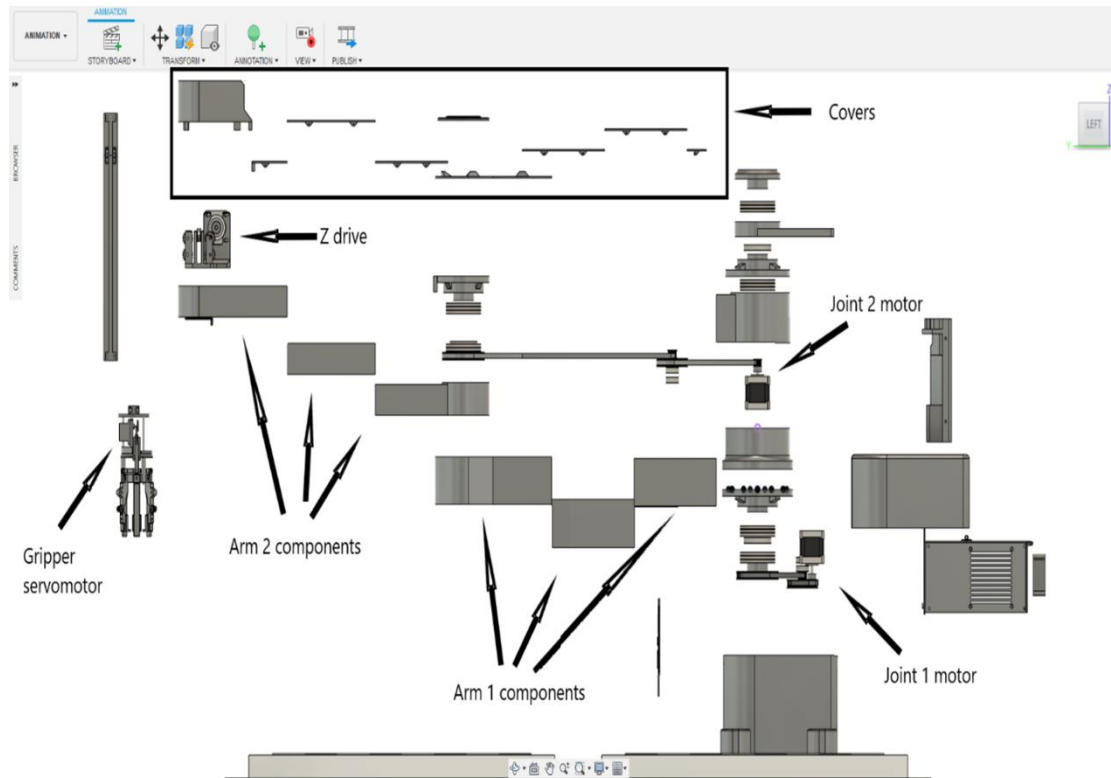 ANIMATION
ANIMATION ▾
STORYBOARD ▾
TRANSFORM ▾
ANNOTATION ▾
VIEW ▾
PUBLISH ▾
Covers
Z
LEFT
Y
BROWSER
Z drive
COMMENTS
Joint 2 motor
Arm 2 components
Gripper
servomotor
Joint 1 motor
Arm 1 components